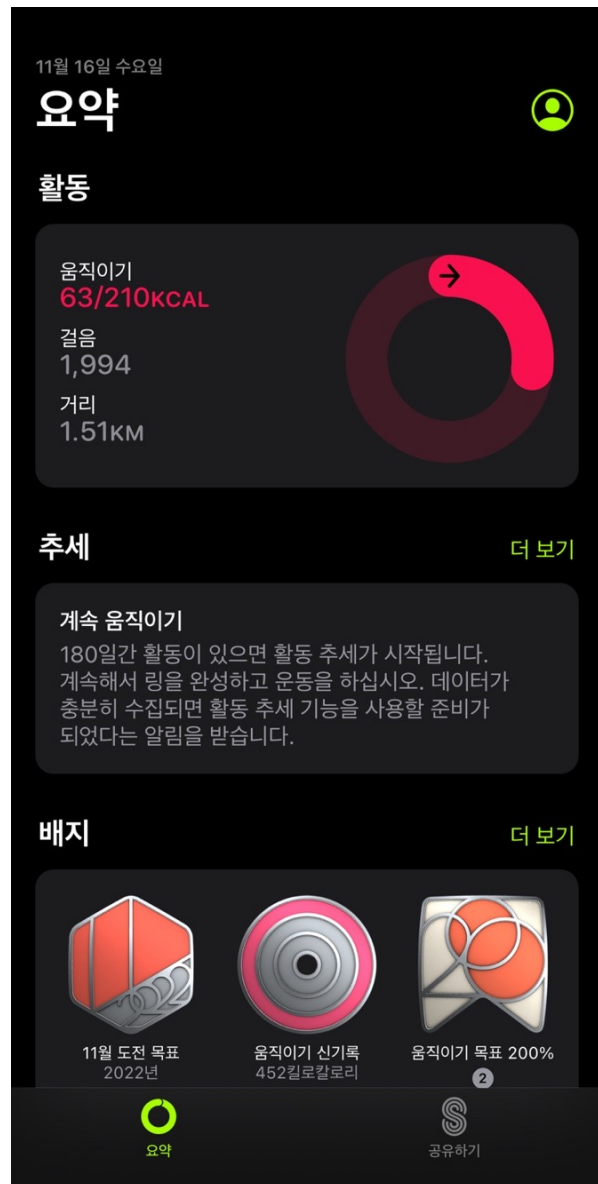 11월 16일 수요일
요약
활동
움직이기
63/210KCAL
걸음
1,994
거리
1.51KM
추세
더 보기
계속 움직이기
180일간 활동이 있으면 활동 추세가 시작됩니다.
계속해서 링을 완성하고 운동을 하십시오. 데이터가
충분히 수집되면 활동 추세 기능을 사용할 준비가
되었다는 알림을 받습니다.
배지
더 보기
2022
11월 도전 목표
2022년
움직이기 신기록
452킬로칼로리
움직이기 목표 200%
2
요약
공유하기